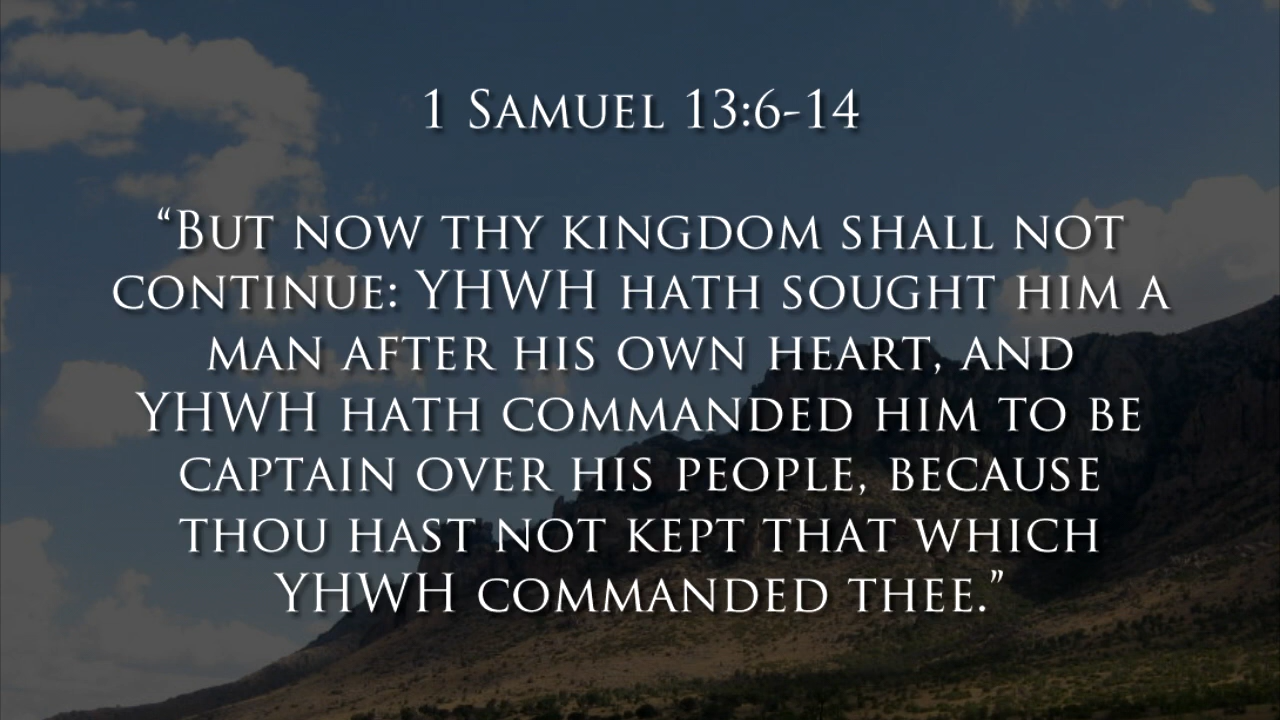 1 Samuel 13:6-14
“But now thy kingdom shall not
continue: YHWH hath sought him a
man after his own heart, and
YHWH hath commanded him to be
captain over his people, because
thou hast not kept that which
YHWH commanded thee.”